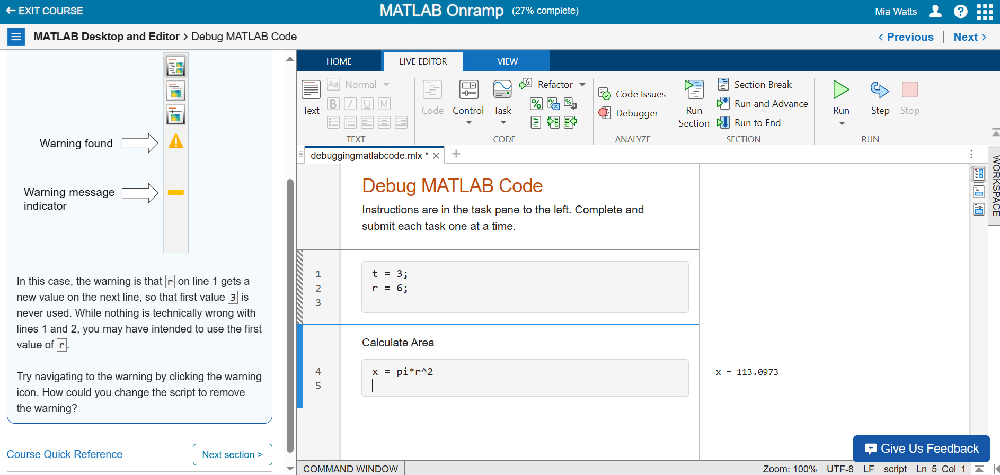 EXIT COURSE
MATLAB Onramp (27% complete)
Mia Watts
MATLAB Desktop and Editor > Debug MATLAB Code
< Previous
Next >
Warning found
Warning message
indicator
In this case, the warning is that r on line 1 gets a
new value on the next line, so that first value 3 is
never used. While nothing is technically wrong with
lines 1 and 2, you may have intended to use the first
value of r.
Try navigating to the warning by clicking the warning
icon. How could you change the script to remove
the warning?
Course Quick Reference
Next section >
HOME
LIVE EDITOR
VIEW
Text
Aa Normal
B I U M
TEXT
Code
Control
Task
Refactor
CODE
Code Issues
Debugger
ANALYZE
Run
Section
Section Break
Run and Advance
Run to End
SECTION
Run
Step
Stop
RUN
debuggingmatlabcode.mlx *
WORKSPACE
Debug MATLAB Code
Instructions are in the task pane to the left. Complete and
submit each task one at a time.
1 t = 3;
2 r = 6;
3
Calculate Area
4 x = pi*r^2
5
x = 113.0973
Give Us Feedback
COMMAND WINDOW
Zoom: 100% UTF-8 LF script Ln 5 Col 1